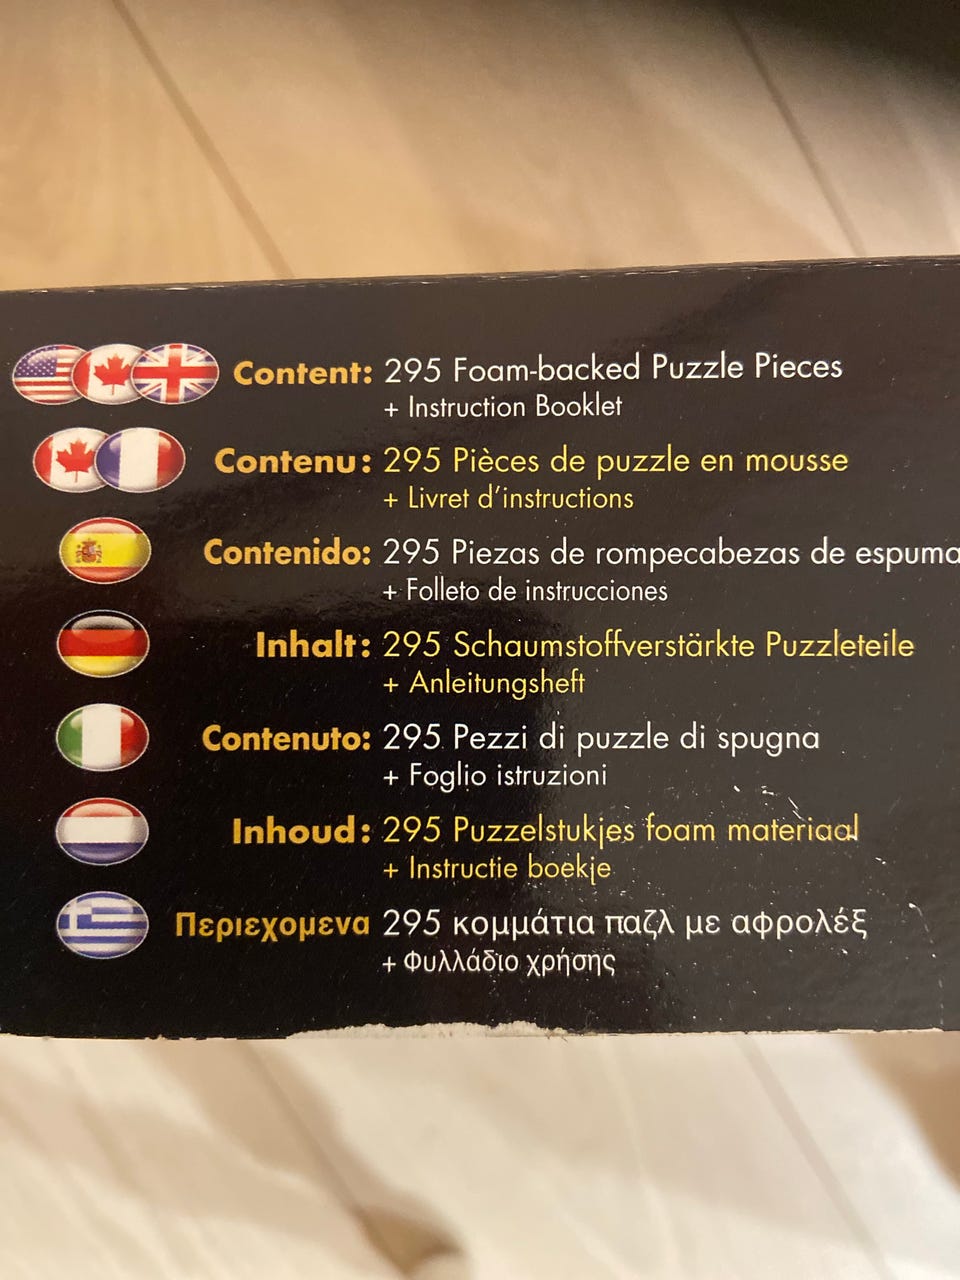 Content: 295 Foam-backed Puzzle Pieces
+ Instruction Booklet
Contenu: 295 Pièces de puzzle en mousse
+ Livret d'instructions
Contenido: 295 Piezas de rompecabezas de espuma
+ Folleto de instrucciones
Inhalt: 295 Schaumstoffverstärkte Puzzleteile
+ Anleitungsheft
Contenuto: 295 Pezzi di puzzle di spugna
+ Foglio istruzioni
Inhoud: 295 Puzzelstukjes foam materiaal
+ Instructie boekje
Περιεχομενα 295 κομμάτια παζλ με αφρολέξ
+ Φυλλάδιο χρήσης